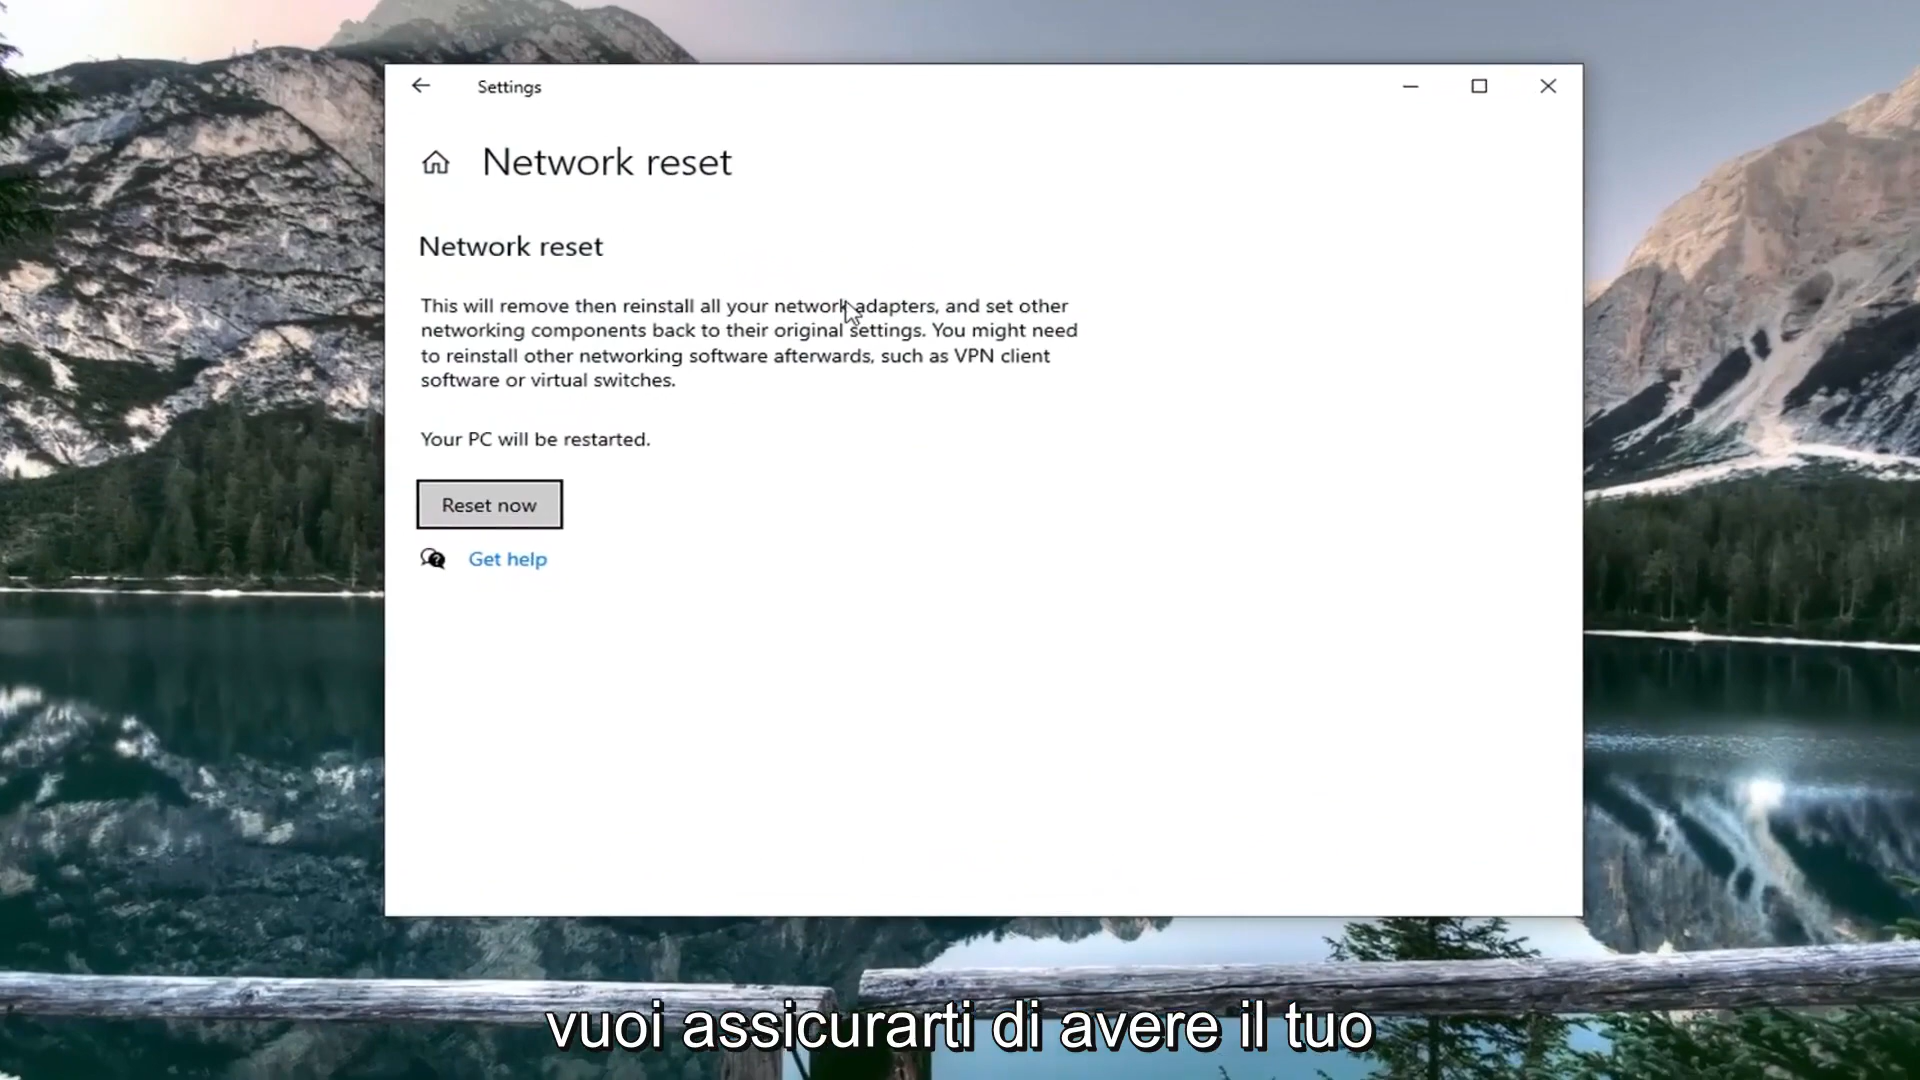 Settings
Network reset
Network reset
This will remove then reinstall all your network adapters, and set other
networking components back to their original settings. You might need
to reinstall other networking software afterwards, such as VPN client
software or virtual switches.
Your PC will be restarted.
Reset now
Get help
vuoi assicurarti di avere il tuo